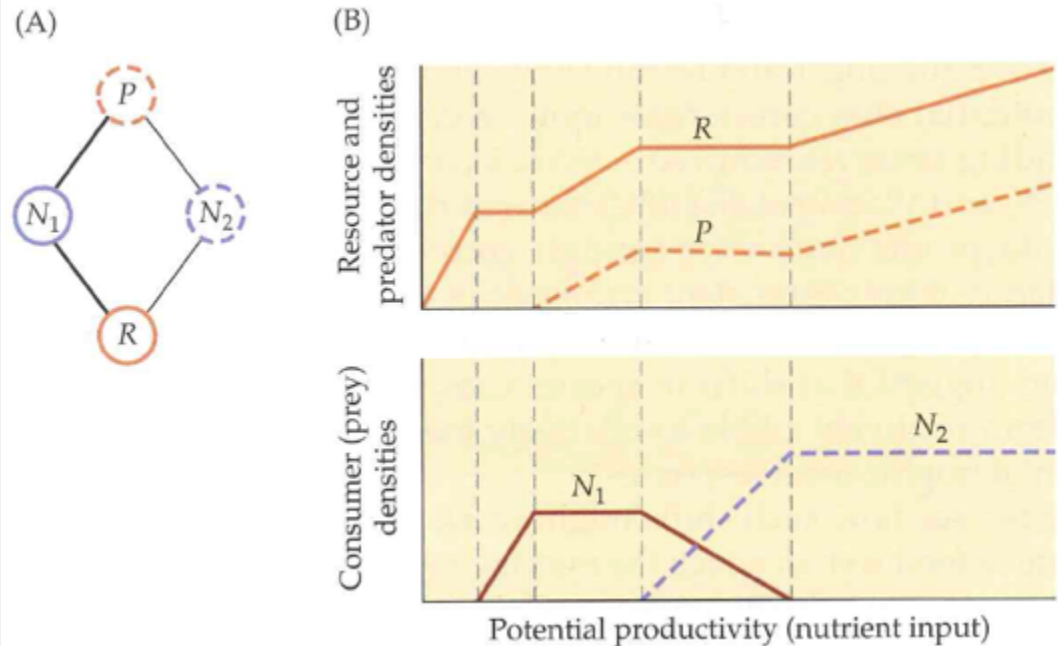 (A)
P
N1
N2
R
(B)
Resource and
predator densities
R
P
Consumer (prey)
densities
N1
N2
Potential productivity (nutrient input)